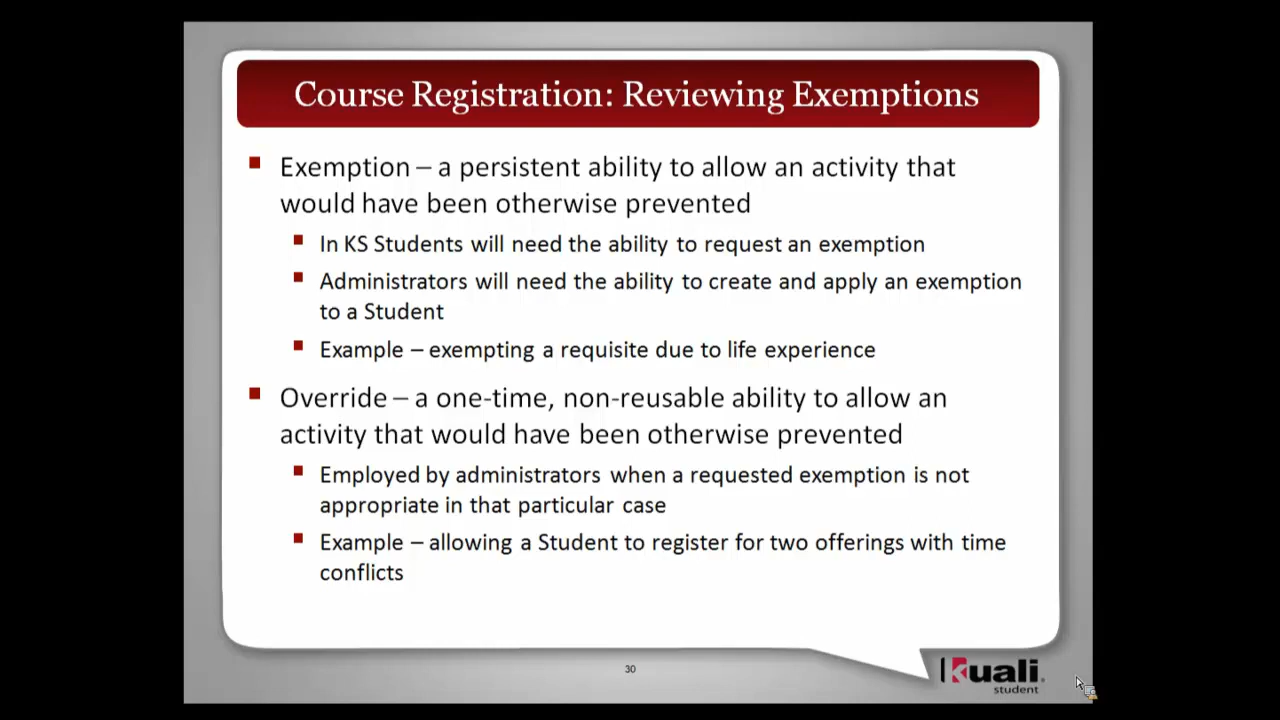 Course Registration: Reviewing Exemptions
Exemption – a persistent ability to allow an activity that
would have been otherwise prevented
In KS Students will need the ability to request an exemption
Administrators will need the ability to create and apply an exemption
to a Student
Example – exempting a requisite due to life experience
Override – a one-time, non-reusable ability to allow an
activity that would have been otherwise prevented
Employed by administrators when a requested exemption is not
appropriate in that particular case
Example – allowing a Student to register for two offerings with time
conflicts
30
Kuali
student